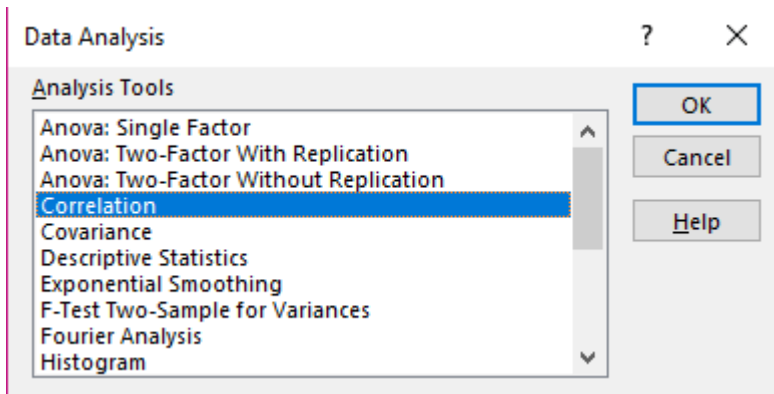 Data Analysis
?
Analysis Tools
Anova: Single Factor
Anova: Two-Factor With Replication
Anova: Two-Factor Without Replication
Correlation
Covariance
Descriptive Statistics
Exponential Smoothing
F-Test Two-Sample for Variances
Fourier Analysis
Histogram
OK
Cancel
Help